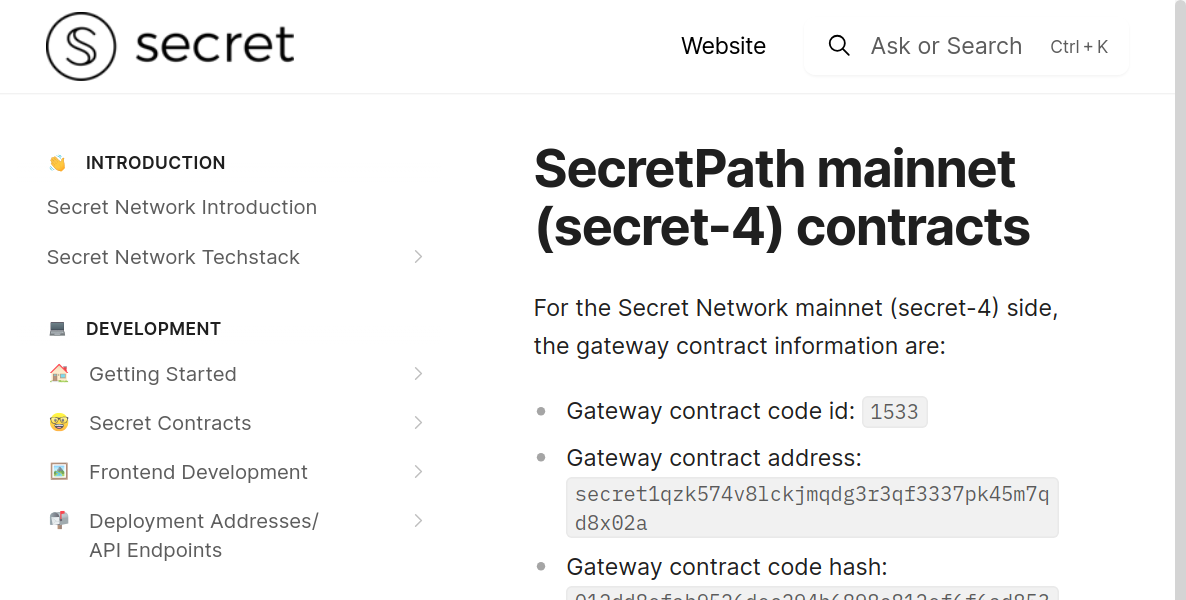 secret
Website
Ask or Search Ctrl + K
INTRODUCTION
Secret Network Introduction
Secret Network Techstack
DEVELOPMENT
Getting Started
Secret Contracts
Frontend Development
Deployment Addresses/
API Endpoints
SecretPath mainnet
(secret-4) contracts
For the Secret Network mainnet (secret-4) side,
the gateway contract information are:
Gateway contract code id: 1533
Gateway contract address:
secret1qzk574v8lckjmqdg3r3qf3337pk45m7q
d8x02a
Gateway contract code hash: